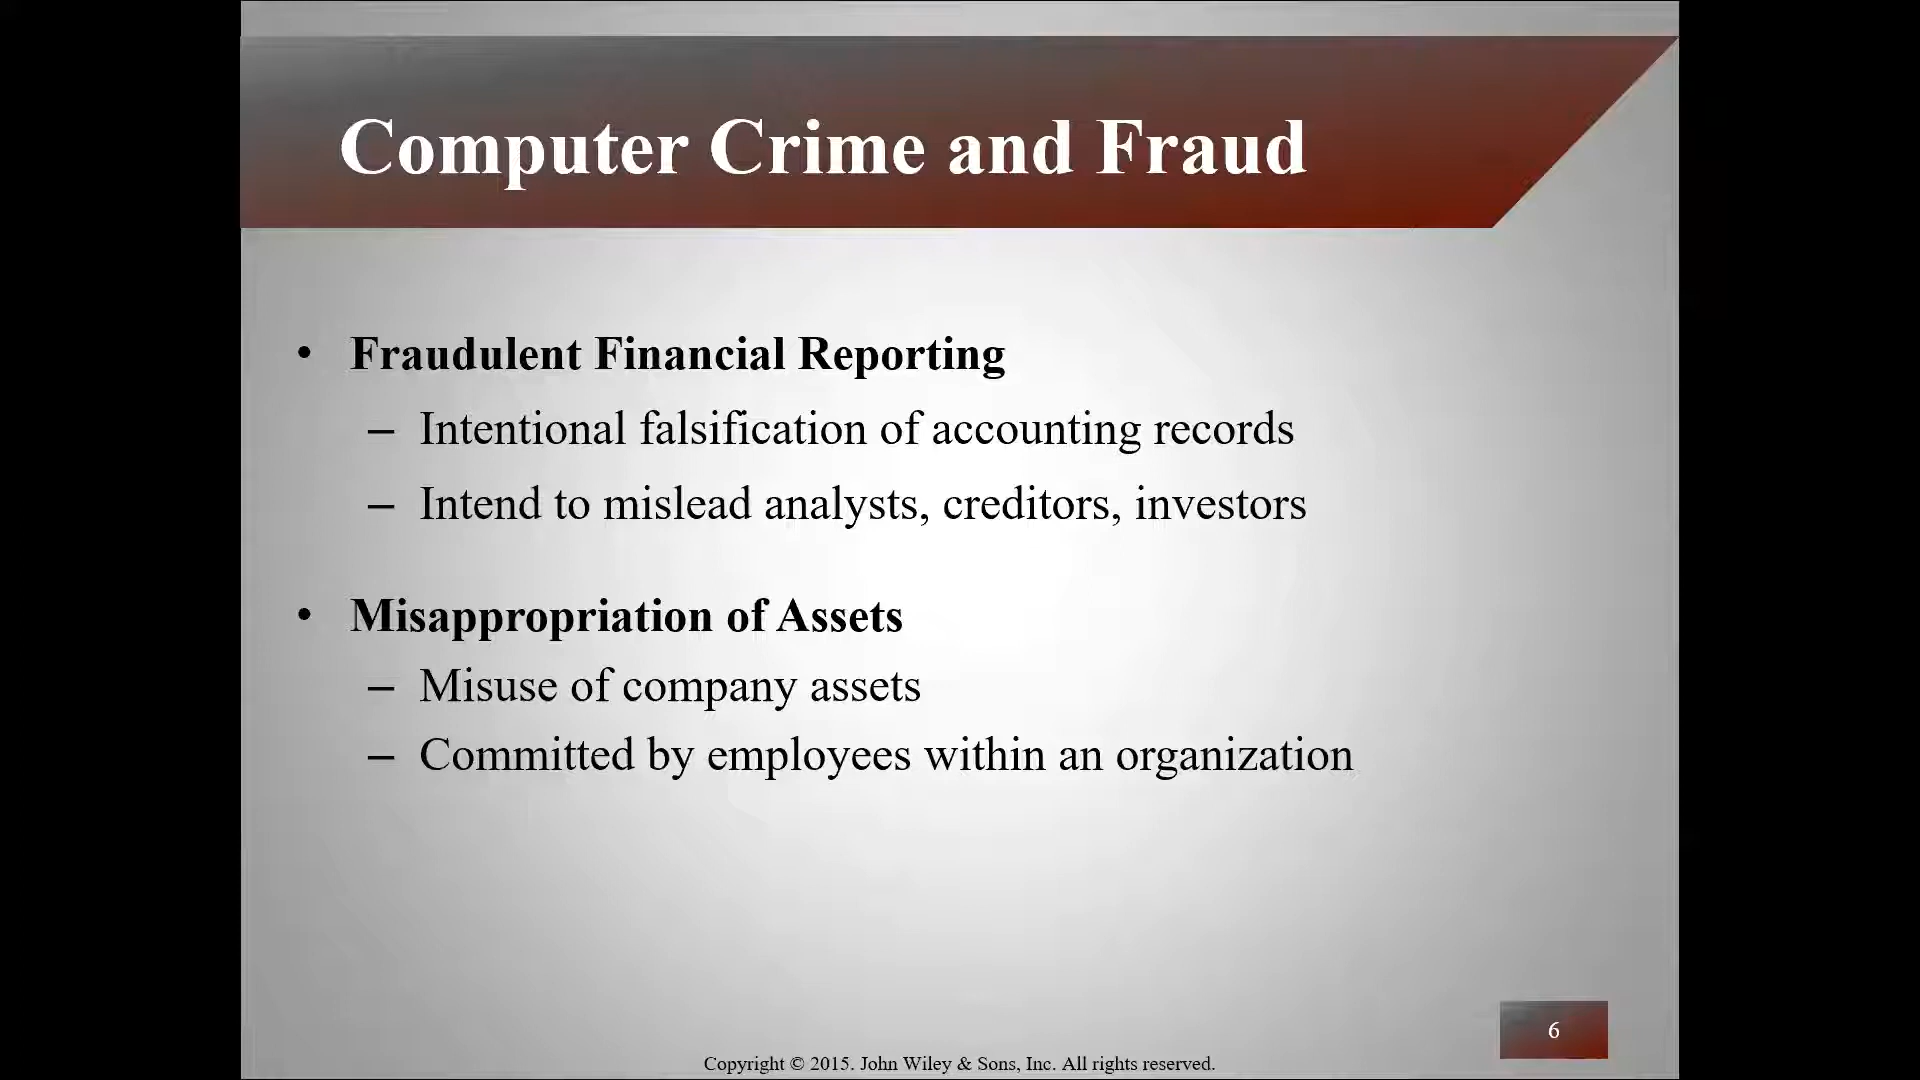 Computer Crime and Fraud
• Fraudulent Financial Reporting
– Intentional falsification of accounting records
– Intend to mislead analysts, creditors, investors
• Misappropriation of Assets
– Misuse of company assets
– Committed by employees within an organization
6
Copyright © 2015. John Wiley & Sons, Inc. All rights reserved.